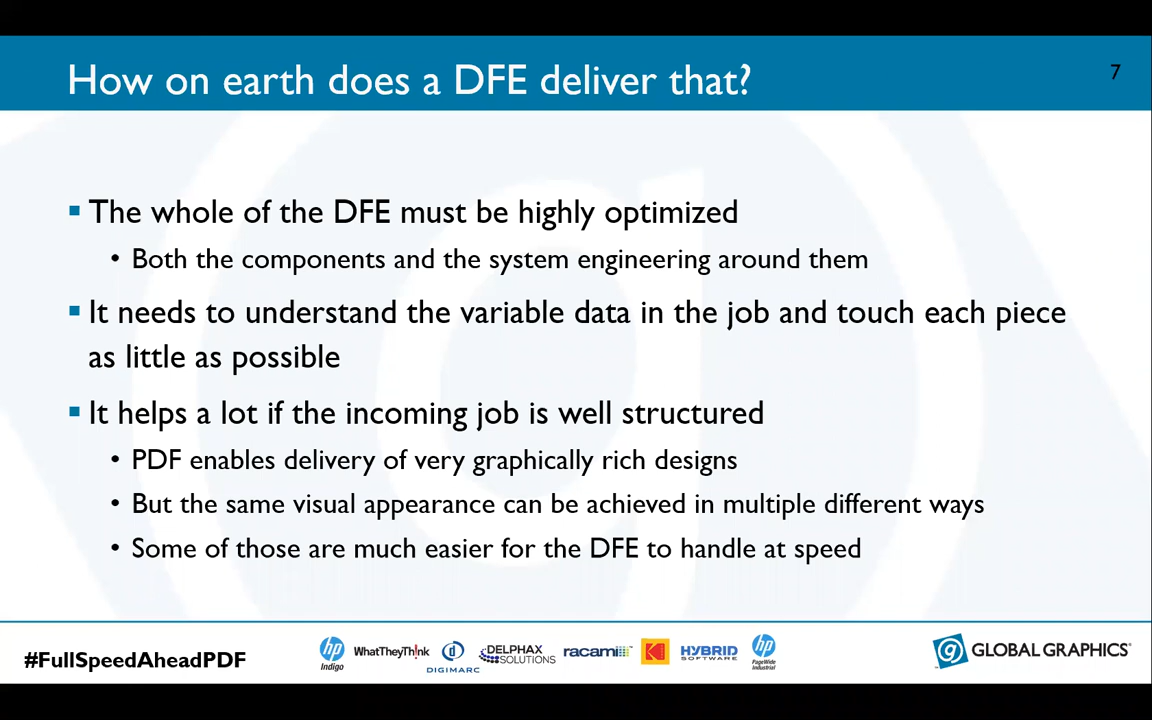 How on earth does a DFE deliver that?
7
▪ The whole of the DFE must be highly optimized
• Both the components and the system engineering around them
▪ It needs to understand the variable data in the job and touch each piece
as little as possible
▪ It helps a lot if the incoming job is well structured
• PDF enables delivery of very graphically rich designs
• But the same visual appearance can be achieved in multiple different ways
• Some of those are much easier for the DFE to handle at speed
#FullSpeedAheadPDF
hp
Indigo
WhatTheyTh!nk
DIGIMARC
DELPHAX
SOLUTIONS
racami
HYBRID
SOFTWARE
hp
PageWide
Industrial
g GLOBAL GRAPHICS